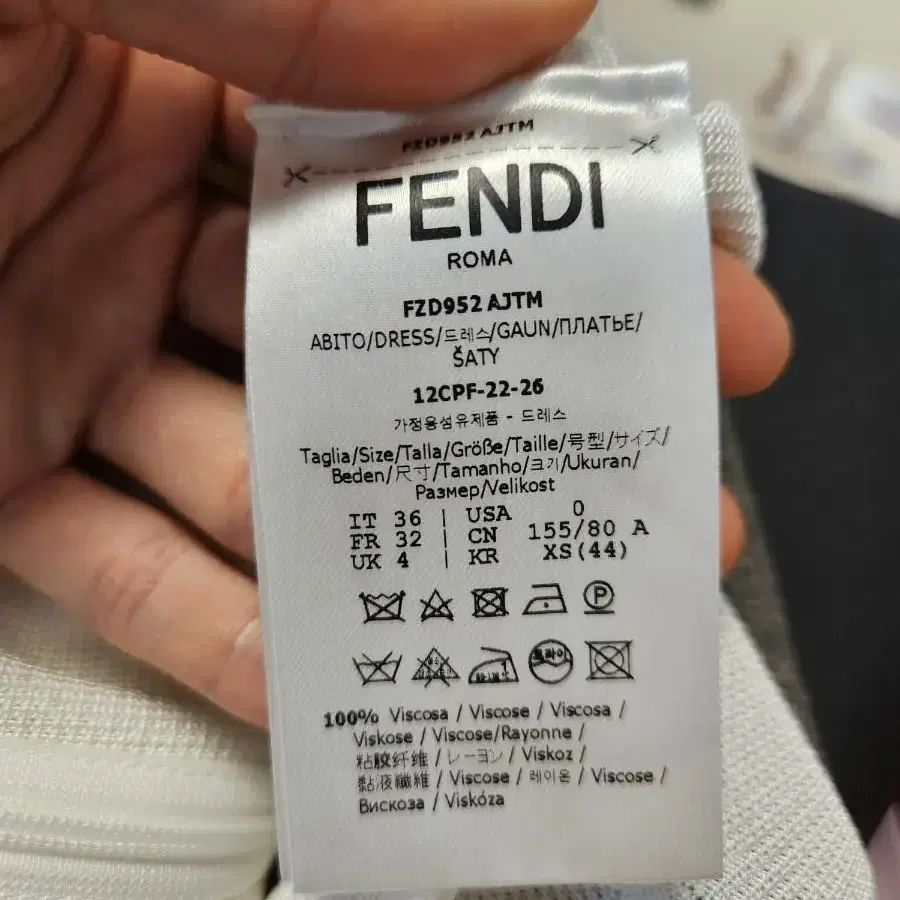 FZD952 AJTM
FENDI
ROMA
FZD952 AJTM
ABITO/DRESS/드레스/GAUN/ПЛАТЬЕ/
ŠATY
12CPF-22-26
가정용섬유제품 - 드레스
Taglia/Size/Talla/Größe/Taille/号型/サイズ/
Beden/尺寸/Tamanho/크기/Ukuran/
Размер/Velikost
IT 36 | USA 0
FR 32 | CN 155/80 A
UK 4 | KR XS(44)
P
드라이
100% Viscosa / Viscose / Viscosa /
Viskose / Viscose/Rayonne /
粘胶纤维 / レーヨン / Viskoz /
黏液纖維 / Viscose / 레이온 / Viscose /
Вискоза / Viskóza